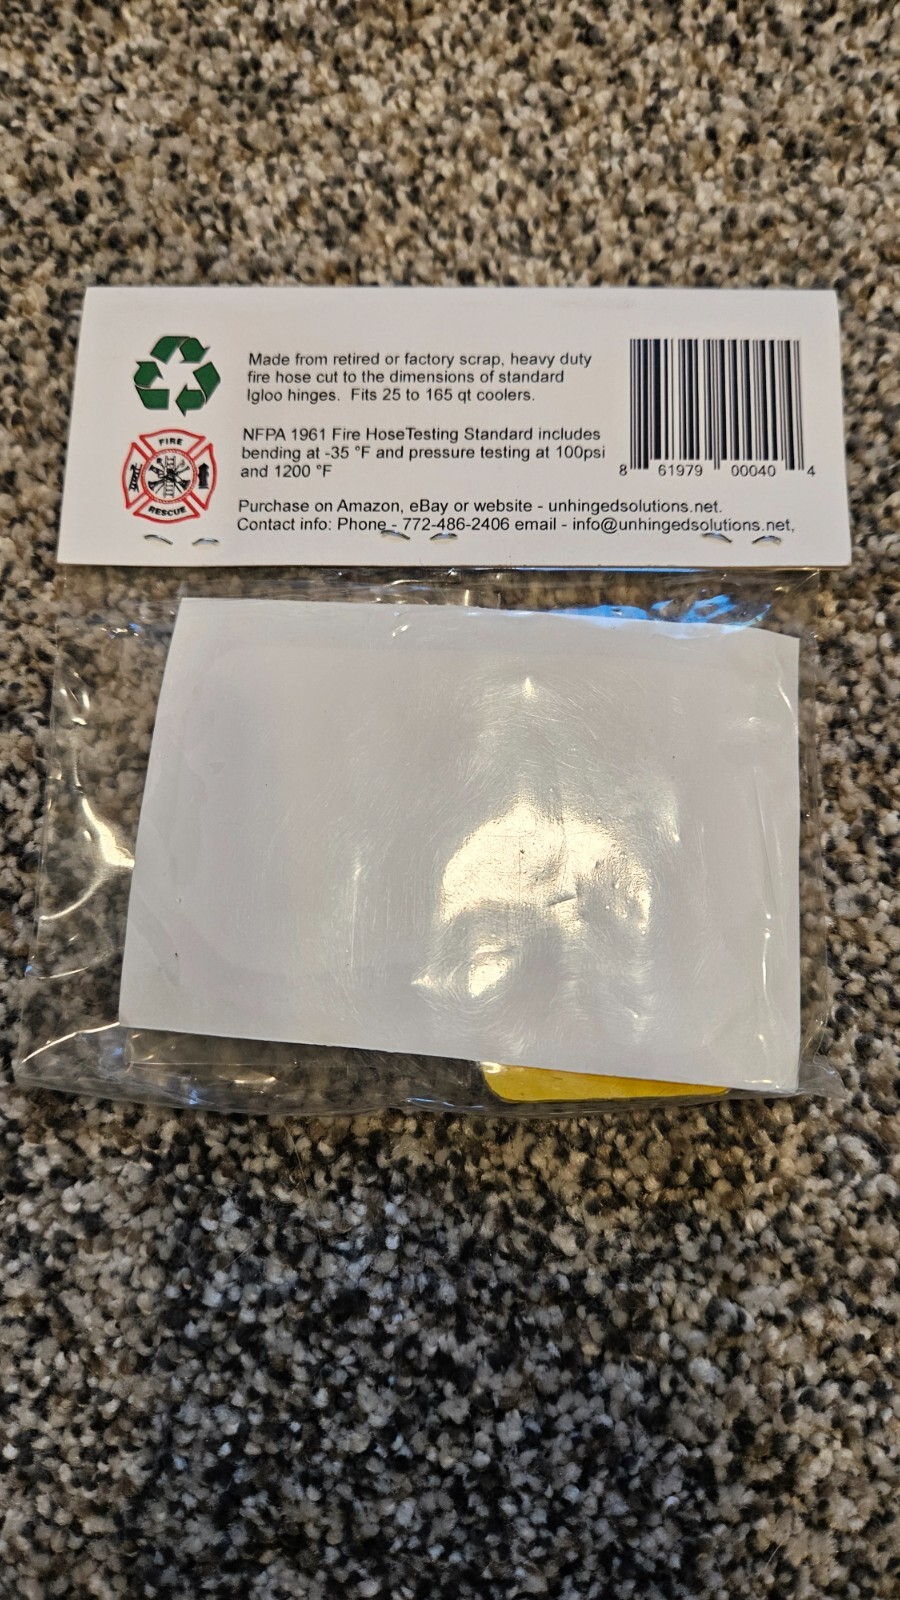 Made from retired or factory scrap, heavy duty
fire hose cut to the dimensions of standard
Igloo hinges.  Fits 25 to 165 qt coolers.
FIRE
RESCUE
NFPA 1961 Fire HoseTesting Standard includes
bending at -35 °F and pressure testing at 100psi
and 1200 °F
8 61979 00040 4
Purchase on Amazon, eBay or website - unhingedsolutions.net.
Contact info: Phone - 772-486-2406 email - info@unhingedsolutions.net,